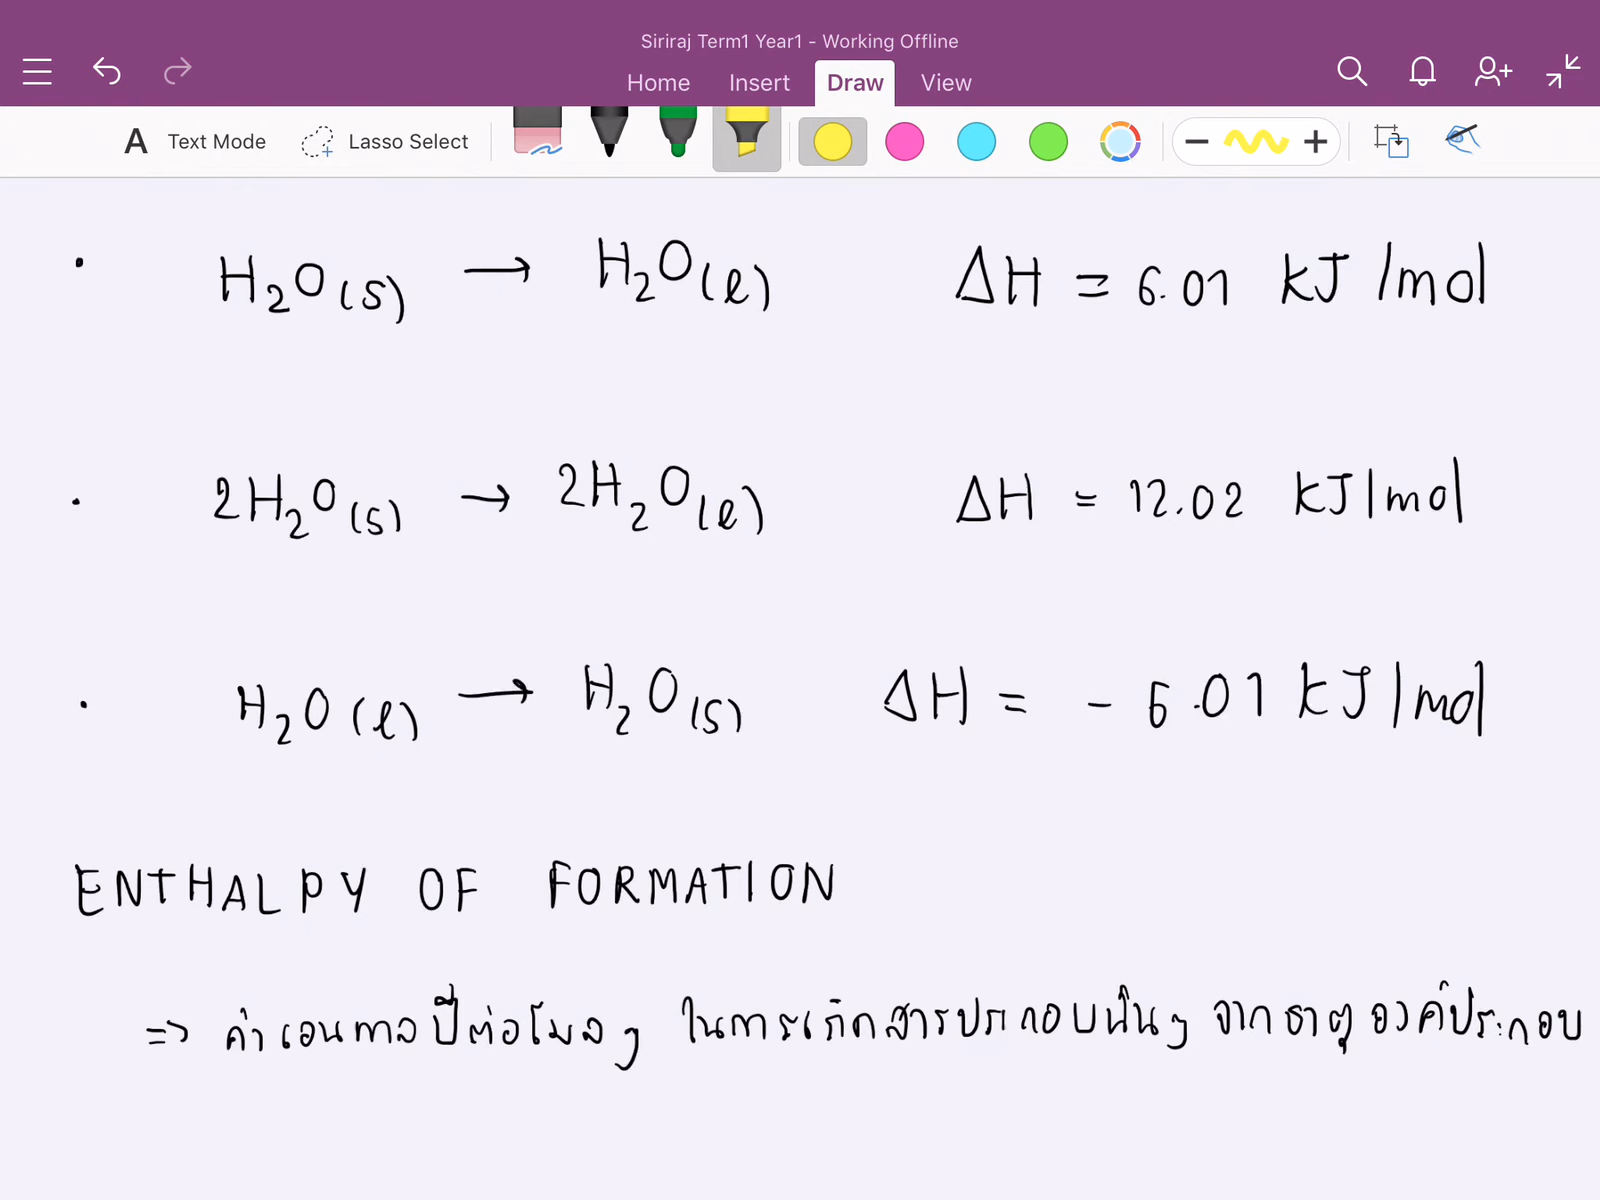 Siriraj Term1 Year1 - Working Offline
Home Insert Draw View
A Text Mode Lasso Select
· H₂O(s) → H₂O(l) ΔH = 6.01 kJ/mol
· 2H₂O(s) → 2H₂O(l) ΔH = 12.02 kJ/mol
· H₂O(l) → H₂O(s) ΔH = - 6.01 kJ/mol
ENTHALPY OF FORMATION
=> ค่าเอนทาลปีต่อโมลๆ ในการเกิดสารประกอบนั้นๆ จากธาตุองค์ประกอบ